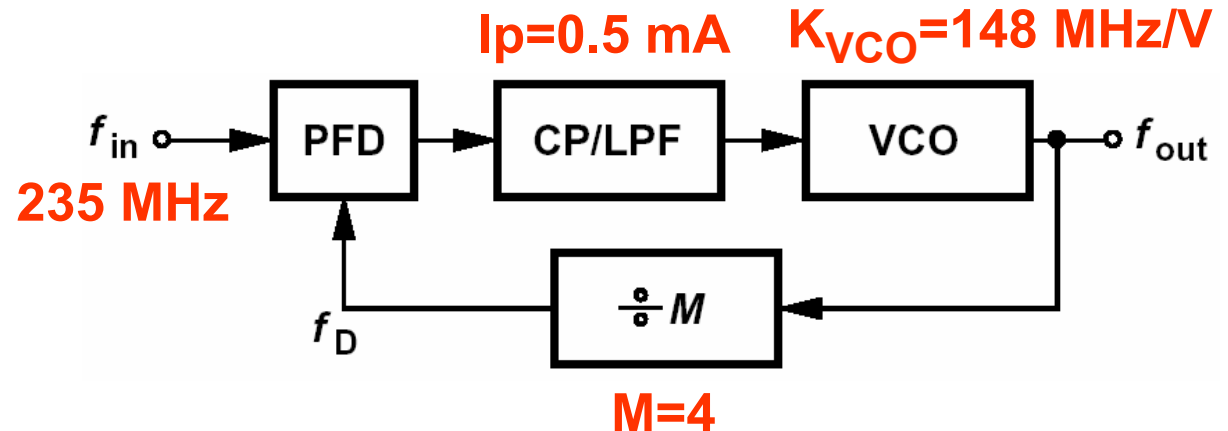 Ip=0.5 mA KVCO=148 MHz/V
fin PFD CP/LPF VCO fout
235 MHz
fD ÷ M
M=4